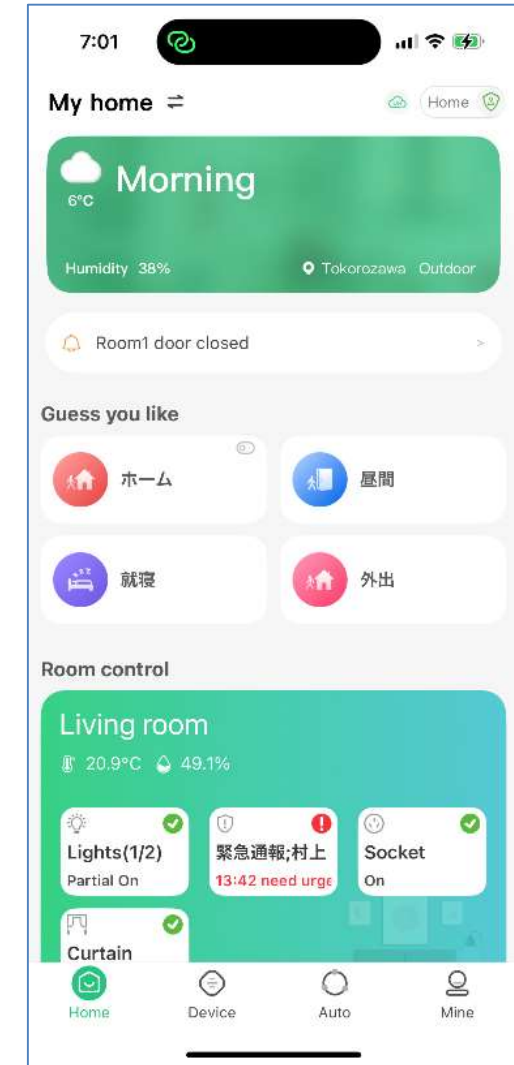 7:01
My home
Home
6°C
Morning
Humidity 38%
Tokorozawa Outdoor
Room1 door closed
>
Guess you like
ホーム
昼間
就寝
外出
Room control
Living room
20.9°C 49.1%
Lights(1/2)
Partial On
緊急通報;村上
13:42 need urge
Socket
On
Curtain
Home
Device
Auto
Mine